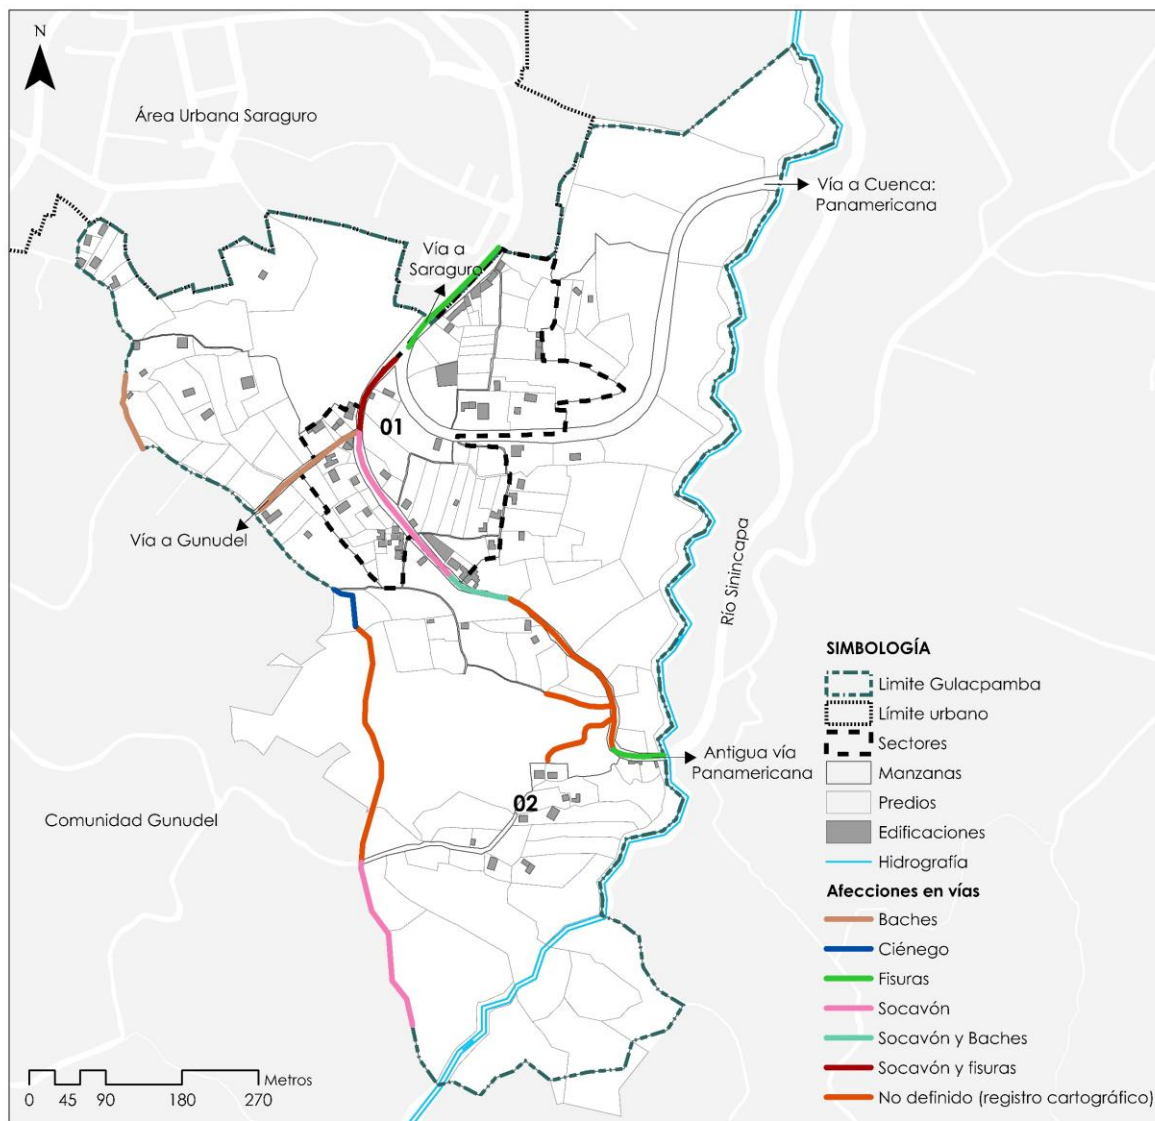 N
Área Urbana Saraguro
Vía a Cuenca:
Panamericana
Vía a
Saraguro
01
Vía a Gunudel
Río Sinincapa
Antigua vía
Panamericana
02
Comunidad Gunudel
SIMBOLOGÍA
Limite Gulacpamba
Límite urbano
Sectores
Manzanas
Predios
Edificaciones
Hidrografía
Afecciones en vías
Baches
Ciénego
Fisuras
Socavón
Socavón y Baches
Socavón y fisuras
No definido (registro cartográfico)
Metros
0 45 90 180 270